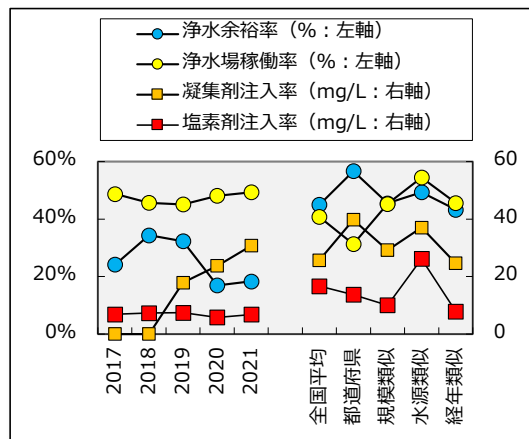 浄水余裕率（%：左軸）
浄水場稼働率（%：左軸）
凝集剤注入率（mg/L：右軸）
塩素剤注入率（mg/L：右軸）
60% 60
40% 40
20% 20
0% 0
2017 2018 2019 2020 2021 全国平均 都道府県 規模類似 水源類似 経年類似